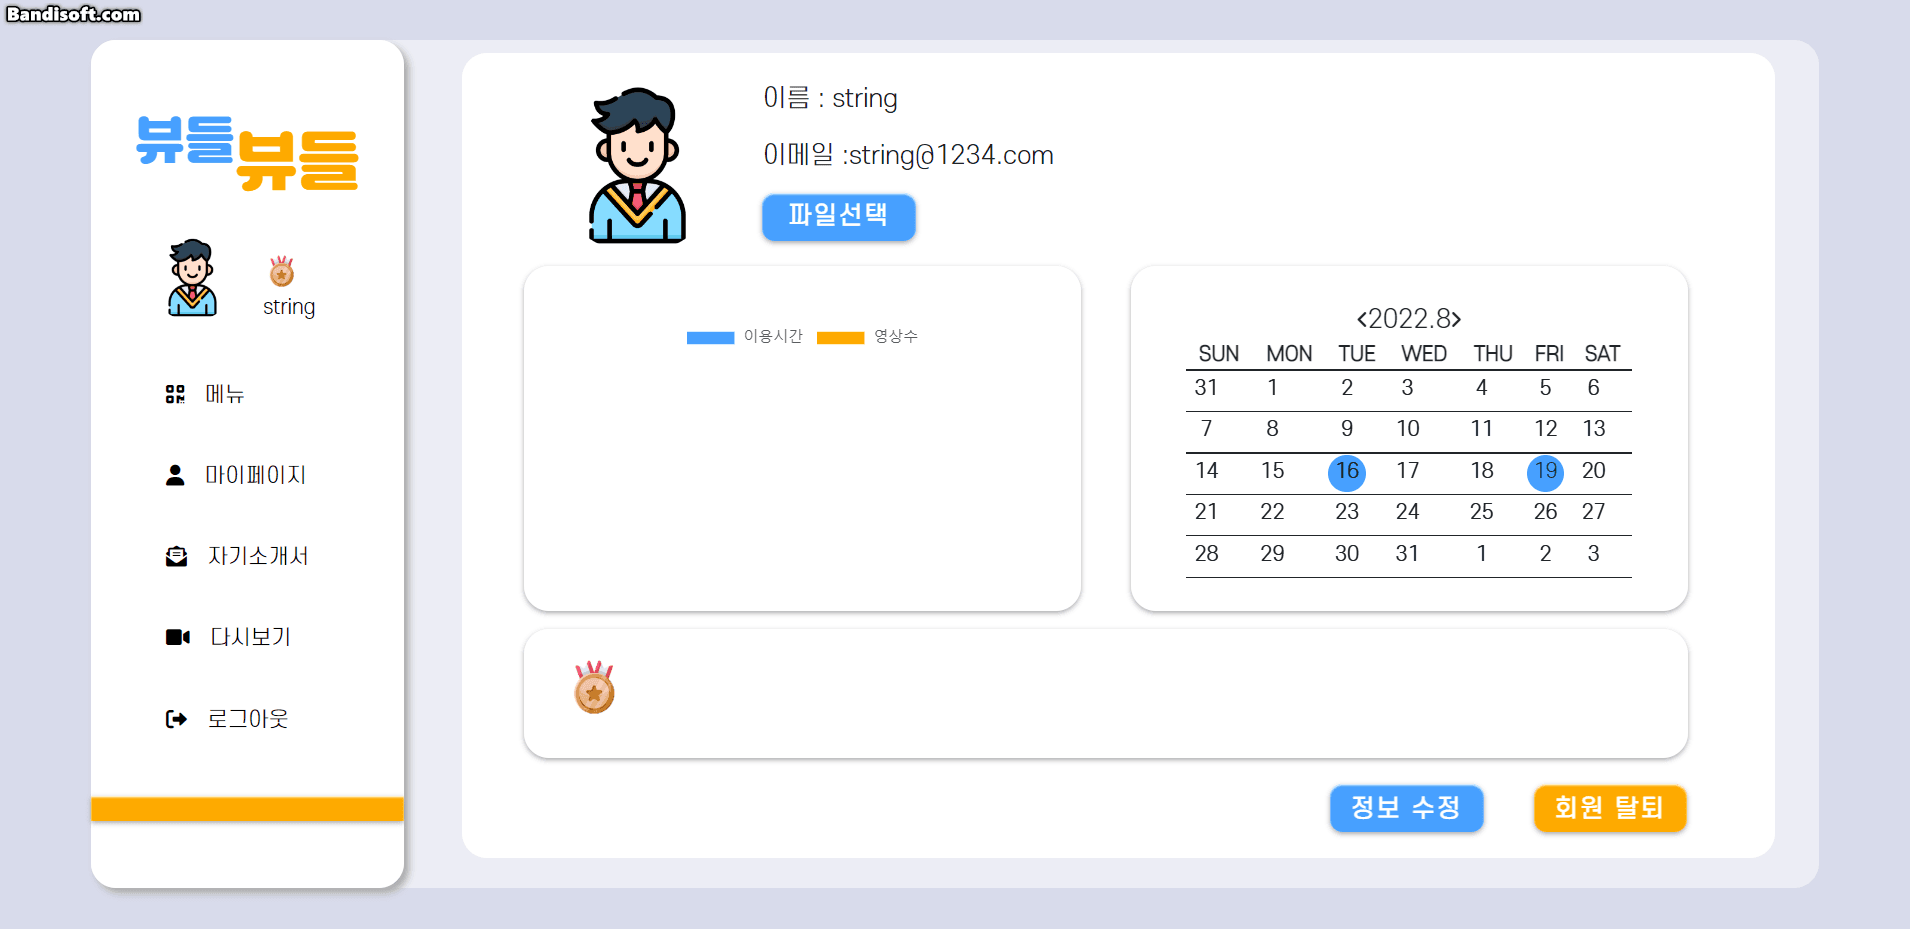 Bandisoft.com
뷰들뷰들
string
메뉴
마이페이지
자기소개서
다시보기
로그아웃
이름 : string
이메일 :string@1234.com
파일선택
이용시간 영상수
<2022.8>
SUN MON TUE WED THU FRI SAT
31 1 2 3 4 5 6
7 8 9 10 11 12 13
14 15 16 17 18 19 20
21 22 23 24 25 26 27
28 29 30 31 1 2 3
정보 수정 회원 탈퇴